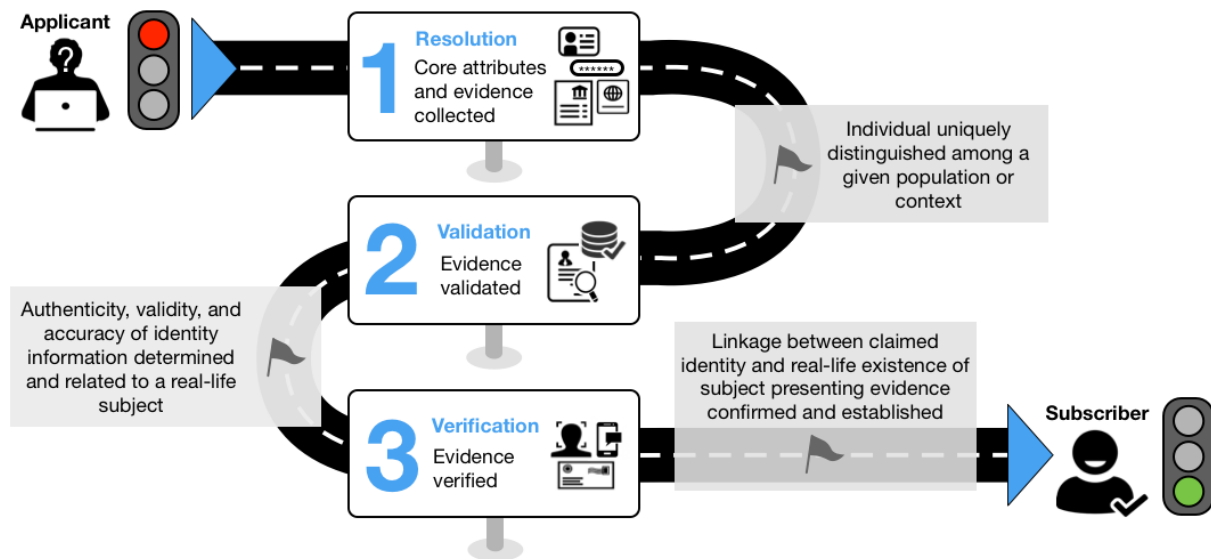 Applicant
?
1
Resolution
Core attributes
and evidence
collected
******
Individual uniquely
distinguished among a
given population or
context
2
Validation
Evidence
validated
Authenticity, validity, and
accuracy of identity
information determined
and related to a real-life
subject
3
Verification
Evidence
verified
Linkage between claimed
identity and real-life existence of
subject presenting evidence
confirmed and established
Subscriber